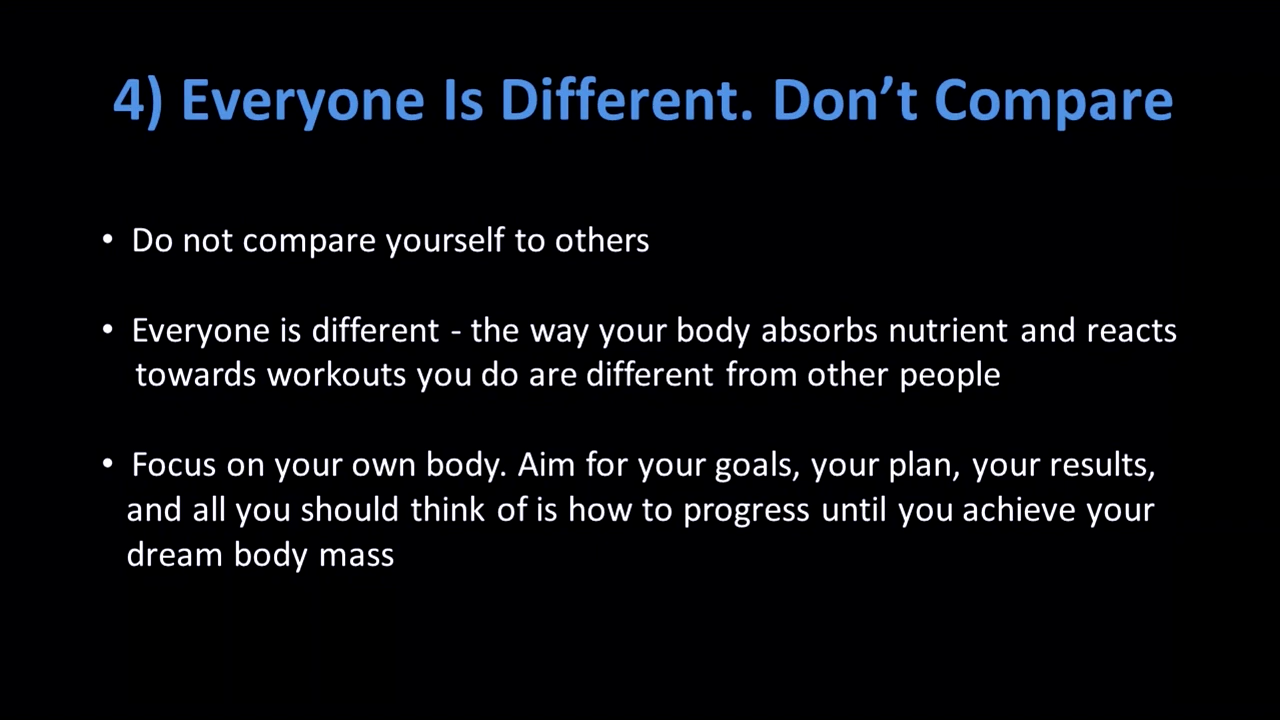 4) Everyone Is Different. Don’t Compare
• Do not compare yourself to others
• Everyone is different - the way your body absorbs nutrient and reacts
towards workouts you do are different from other people
• Focus on your own body. Aim for your goals, your plan, your results,
and all you should think of is how to progress until you achieve your
dream body mass